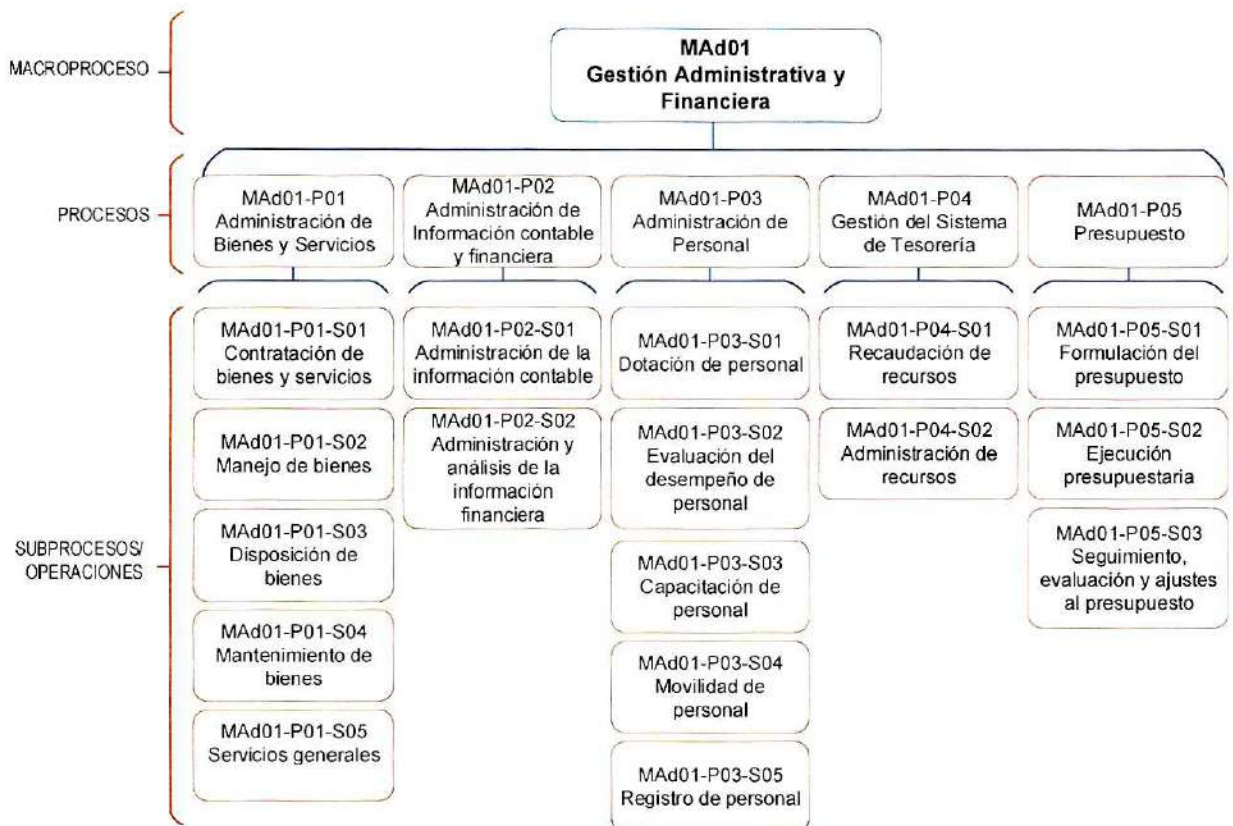 MACROPROCESO
MAd01
Gestión Administrativa y
Financiera
PROCESOS
MAd01-P01
Administración de
Bienes y Servicios
MAd01-P02
Administración de
Información contable
y financiera
MAd01-P03
Administración de
Personal
MAd01-P04
Gestión del Sistema
de Tesorería
MAd01-P05
Presupuesto
SUBPROCESOS/
OPERACIONES
MAd01-P01-S01
Contratación de
bienes y servicios
MAd01-P01-S02
Manejo de bienes
MAd01-P01-S03
Disposición de
bienes
MAd01-P01-S04
Mantenimiento de
bienes
MAd01-P01-S05
Servicios generales
MAd01-P02-S01
Administración de la
información contable
MAd01-P02-S02
Administración y
análisis de la
información
financiera
MAd01-P03-S01
Dotación de personal
MAd01-P03-S02
Evaluación del
desempeño de
personal
MAd01-P03-S03
Capacitación de
personal
MAd01-P03-S04
Movilidad de
personal
MAd01-P03-S05
Registro de personal
MAd01-P04-S01
Recaudación de
recursos
MAd01-P04-S02
Administración de
recursos
MAd01-P05-S01
Formulación del
presupuesto
MAd01-P05-S02
Ejecución
presupuestaria
MAd01-P05-S03
Seguimiento,
evaluación y ajustes
al presupuesto